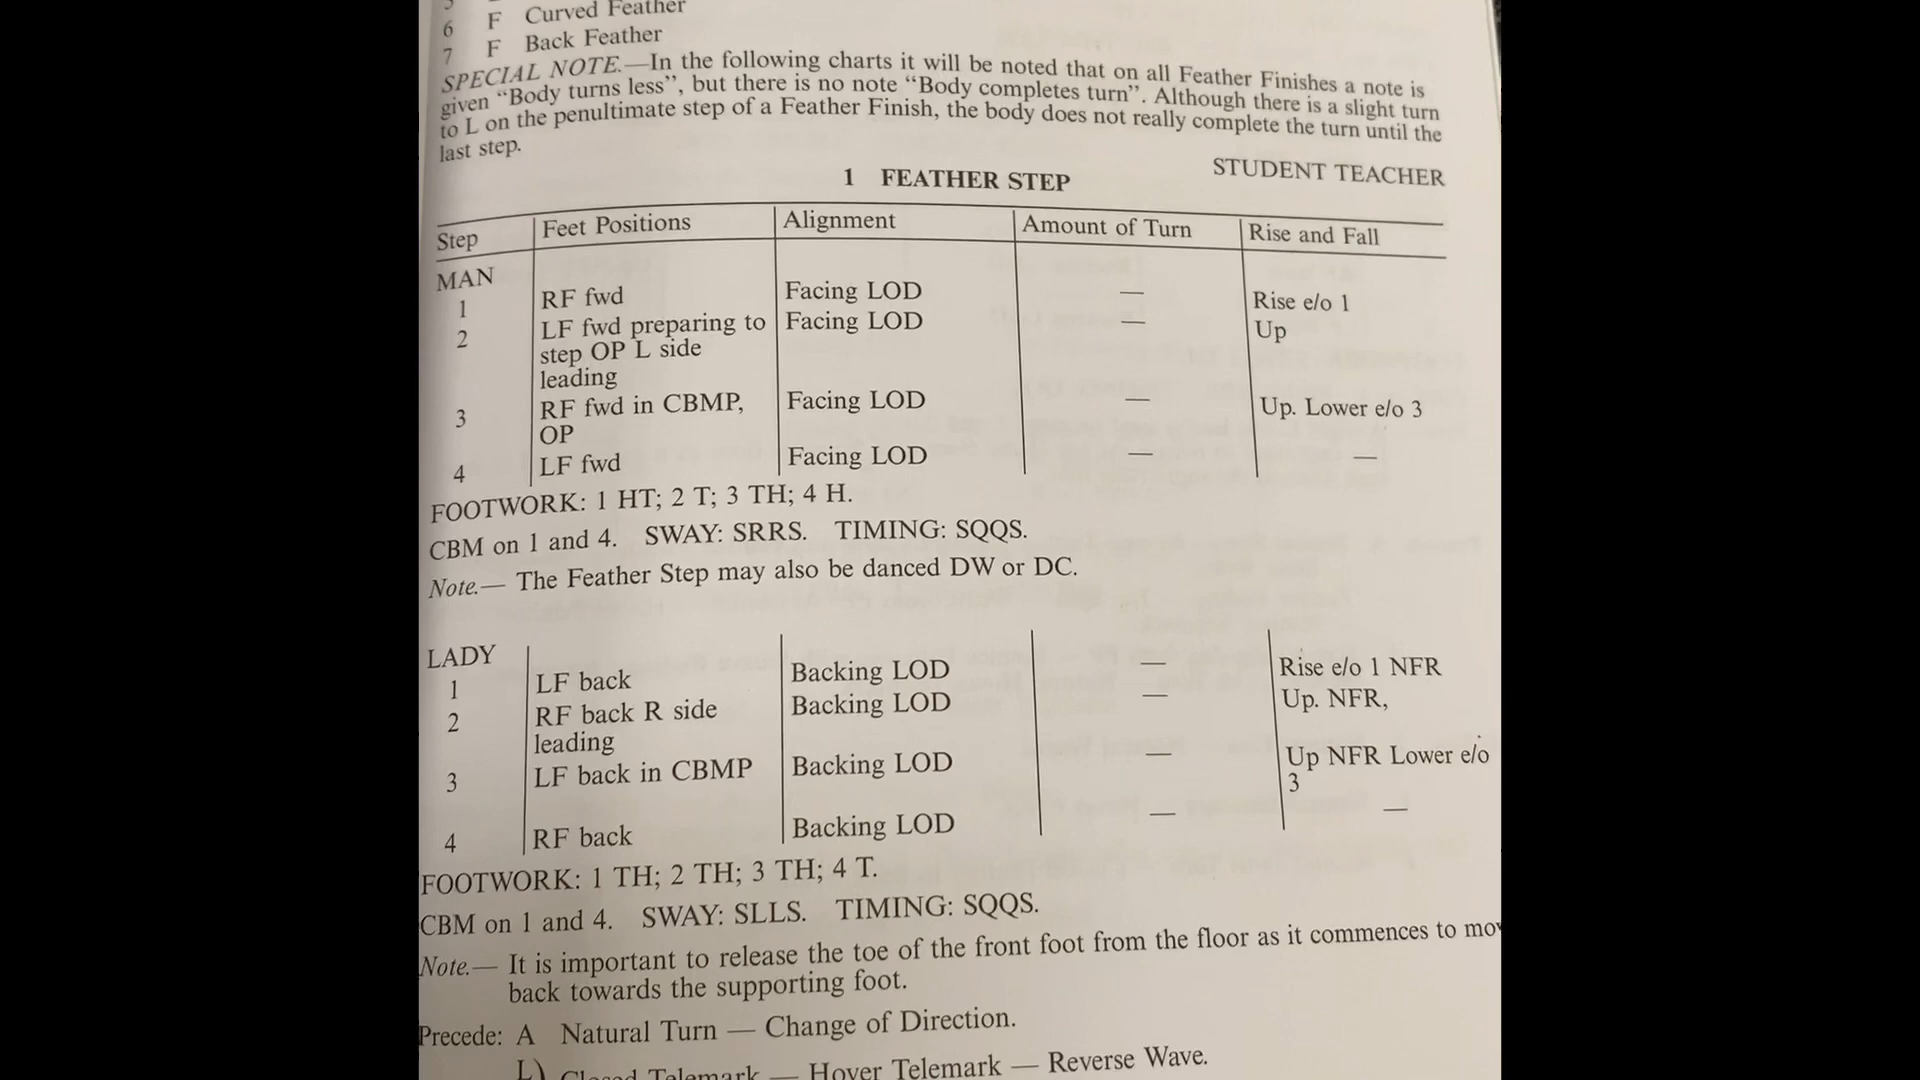 6 F Curved Feather
7 F Back Feather
SPECIAL NOTE.—In the following charts it will be noted that on all Feather Finishes a note is
given “Body turns less”, but there is no note “Body completes turn”. Although there is a slight turn
to L on the penultimate step of a Feather Finish, the body does not really complete the turn until the
last step.
STUDENT TEACHER
1 FEATHER STEP
Step Feet Positions Alignment Amount of Turn Rise and Fall
MAN
1 RF fwd Facing LOD — Rise e/o 1
2 LF fwd preparing to Facing LOD — Up
step OP L side
leading
3 RF fwd in CBMP, Facing LOD — Up. Lower e/o 3
OP
4 LF fwd Facing LOD — —
FOOTWORK: 1 HT; 2 T; 3 TH; 4 H.
CBM on 1 and 4. SWAY: SRRS. TIMING: SQQS.
Note.— The Feather Step may also be danced DW or DC.
LADY
1 LF back Backing LOD — Rise e/o 1 NFR
2 RF back R side Backing LOD — Up. NFR,
leading
3 LF back in CBMP Backing LOD — Up NFR Lower e/o
3
4 RF back Backing LOD — —
FOOTWORK: 1 TH; 2 TH; 3 TH; 4 T.
CBM on 1 and 4. SWAY: SLLS. TIMING: SQQS.
Note.— It is important to release the toe of the front foot from the floor as it commences to mov
back towards the supporting foot.
Precede: A Natural Turn — Change of Direction.
Closed Telemark — Hover Telemark — Reverse Wave.